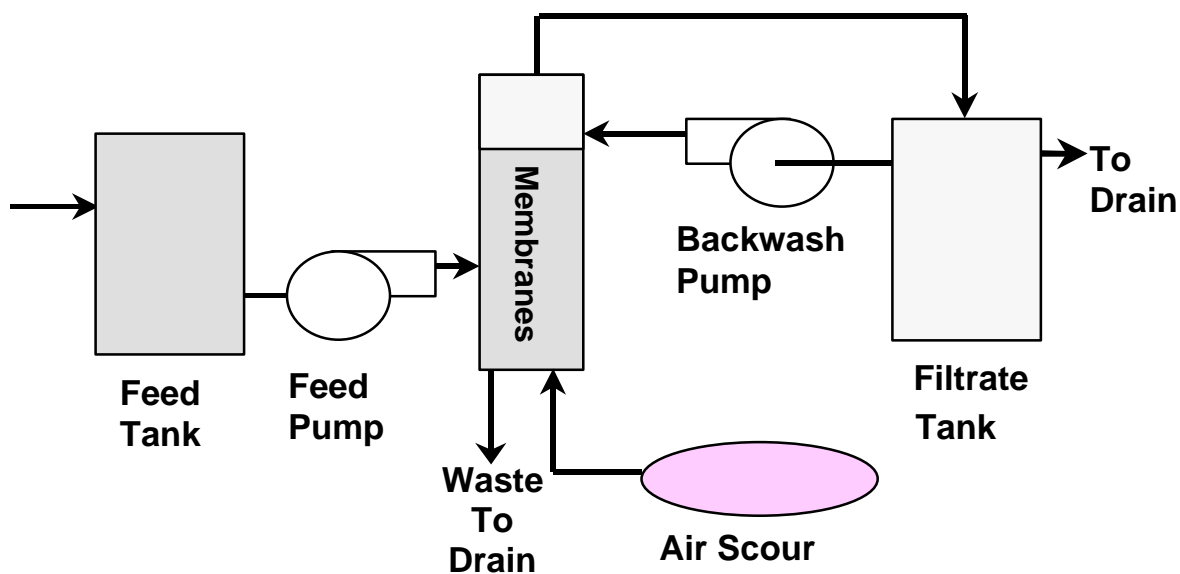 Membranes
To
Drain
Backwash
Pump
Feed
Tank
Feed
Pump
Filtrate
Tank
Waste
To
Drain
Air Scour